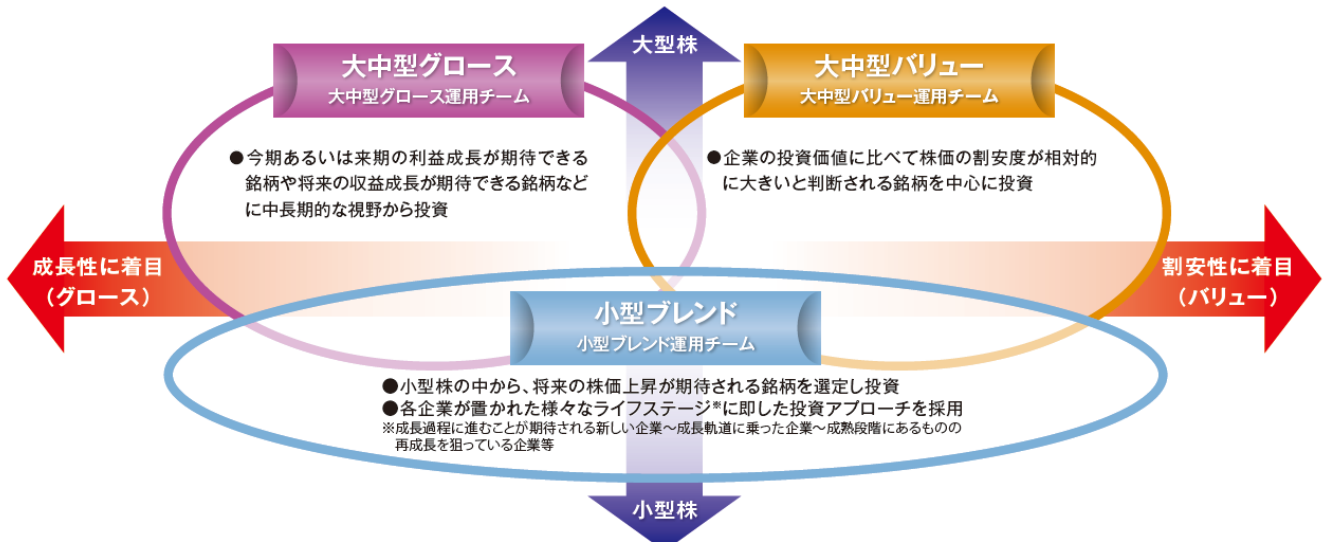 大型株
大中型グロース
大中型グロース運用チーム
大中型バリュー
大中型バリュー運用チーム
●今期あるいは来期の利益成長が期待できる
銘柄や将来の収益成長が期待できる銘柄など
に中長期的な視野から投資
●企業の投資価値に比べて株価の割安度が相対的
に大きいと判断される銘柄を中心に投資
成長性に着目
（グロース）
割安性に着目
（バリュー）
小型ブレンド
小型ブレンド運用チーム
●小型株の中から、将来の株価上昇が期待される銘柄を選定し投資
●各企業が置かれた様々なライフステージ※に即した投資アプローチを採用
※成長過程に進むことが期待される新しい企業～成長軌道に乗った企業～成熟段階にあるものの
再成長を狙っている企業等
小型株